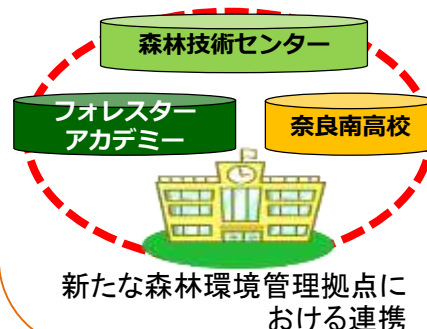 森林技術センター
フォレスター
アカデミー
奈良南高校
新たな森林環境管理拠点に
おける連携